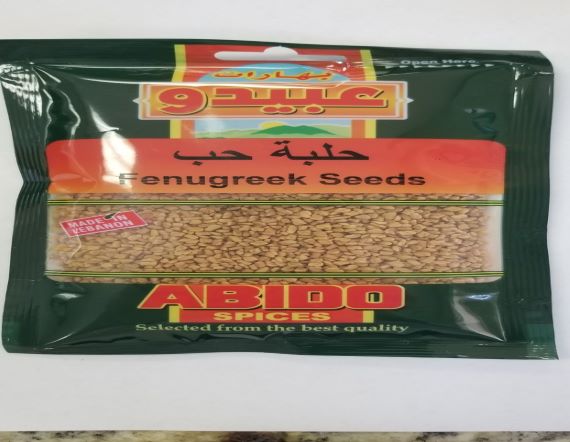 Open Here
بهارات
عبيدو
حلبة حب
Fenugreek Seeds
MADE IN
LEBANON
ABIDO
SPICES
Selected from the best quality